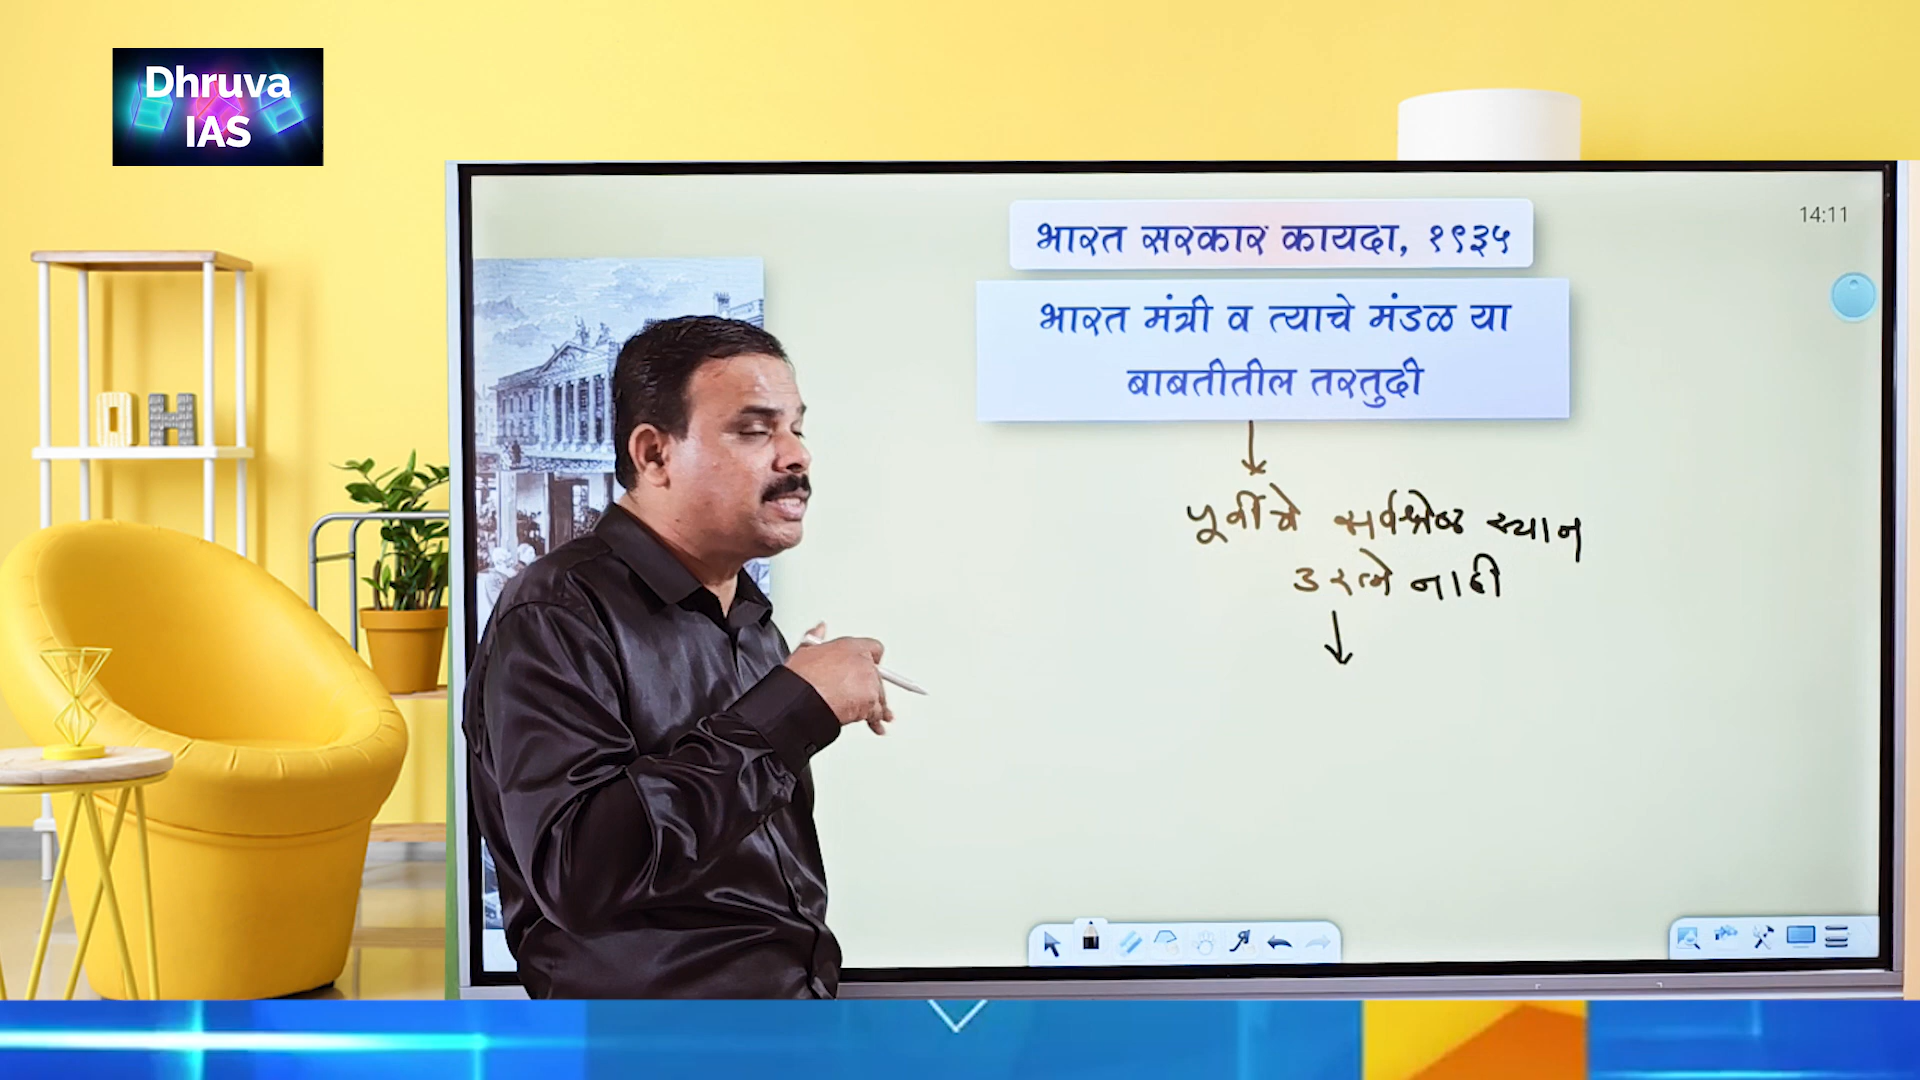 Dhruva
IAS
भारत सरकार कायदा, १९३५
14:11
भारत मंत्री व त्याचे मंडळ या
बाबतीतील तरतुदी
पूर्वीचे सर्वश्रेष्ठ स्थान
उरले नाही